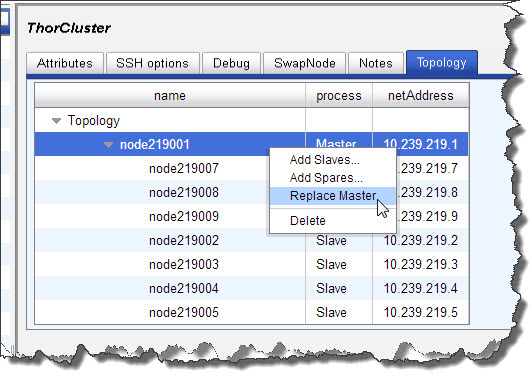 ThorCluster
Attributes SSH options Debug SwapNode Notes Topology
name process netAddress
Topology
node219001 Master 10.239.219.1
node219007 10.239.219.7
node219008 10.239.219.8
node219009 10.239.219.9
Add Slaves...
Add Spares...
Replace Master
Delete
node219002 Slave 10.239.219.2
node219003 Slave 10.239.219.3
node219004 Slave 10.239.219.4
node219005 Slave 10.239.219.5